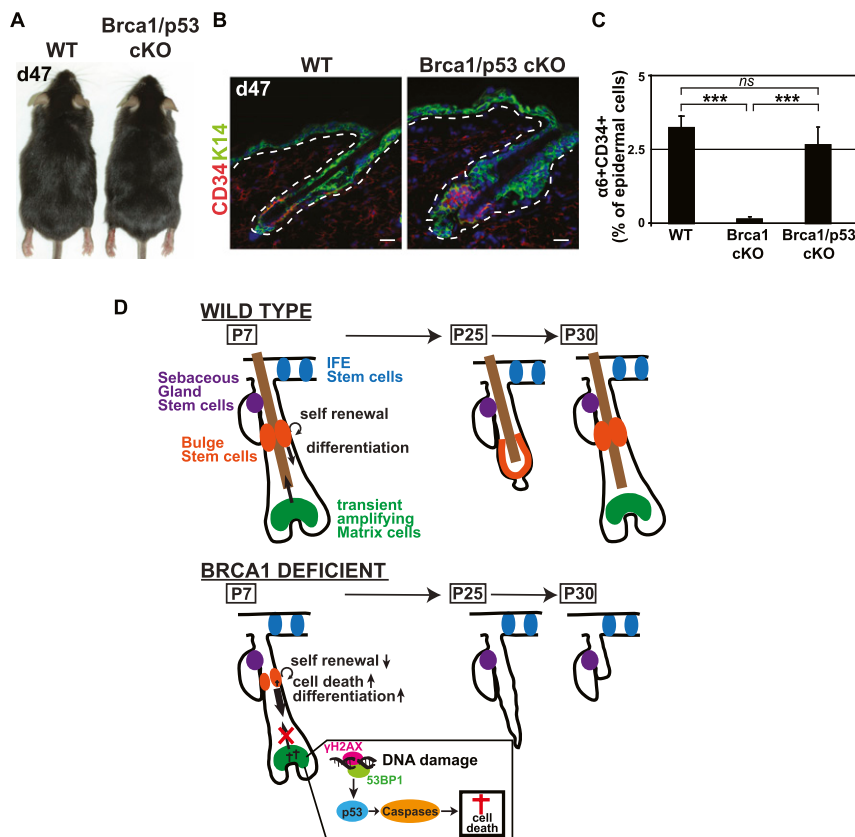 A
Brca1/p53
WT cKO
d47
B
WT
Brca1/p53 cKO
d47
CD34K14
C
α6+CD34+
(% of epidermal cells)
5
2.5
0
ns
*** ***
WT
Brca1
cKO
Brca1/p53
cKO
D
WILD TYPE
P7
P25
P30
Sebaceous
Gland
Stem cells
IFE
Stem cells
self renewal
differentiation
Bulge
Stem cells
transient
amplifying
Matrix cells
BRCA1 DEFICIENT
P7
P25
P30
self renewal
cell death
differentiation
γH2AX
DNA damage
53BP1
p53
Caspases
cell
death